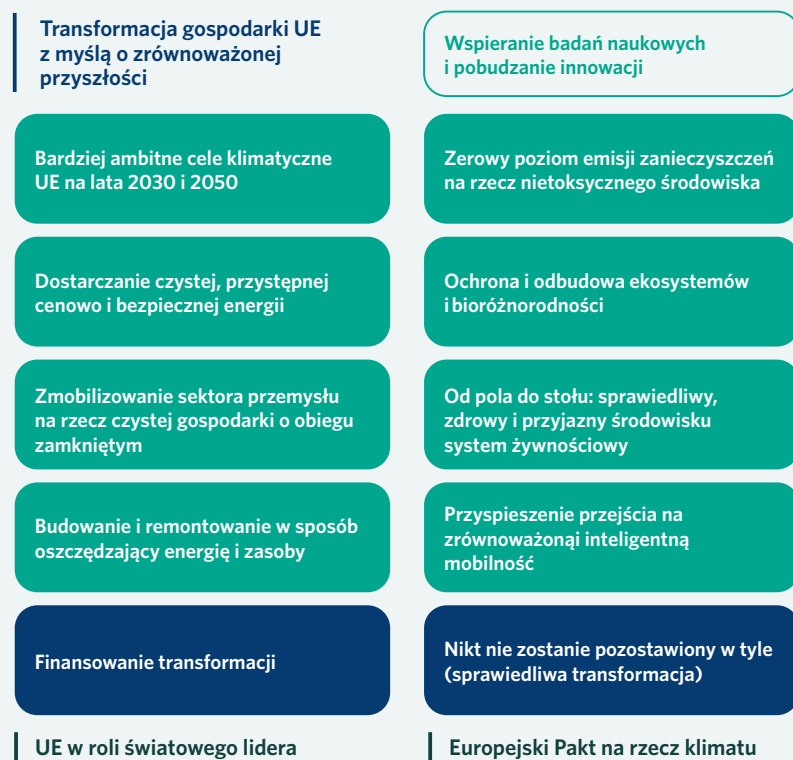 Transformacja gospodarki UE
z myślą o zrównoważonej
przyszłości
Wspieranie badań naukowych
i pobudzanie innowacji
Bardziej ambitne cele klimatyczne
UE na lata 2030 i 2050
Zerowy poziom emisji zanieczyszczeń
na rzecz nietoksycznego środowiska
Dostarczanie czystej, przystępnej
cenowo i bezpiecznej energii
Ochrona i odbudowa ekosystemów
i bioróżnorodności
Zmobilizowanie sektora przemysłu
na rzecz czystej gospodarki o obiegu
zamkniętym
Od pola do stołu: sprawiedliwy,
zdrowy i przyjazny środowisku
system żywnościowy
Budowanie i remontowanie w sposób
oszczędzający energię i zasoby
Przyspieszenie przejścia na
zrównoważonąi inteligentną
mobilność
Finansowanie transformacji
Nikt nie zostanie pozostawiony w tyle
(sprawiedliwa transformacja)
UE w roli światowego lidera
Europejski Pakt na rzecz klimatu